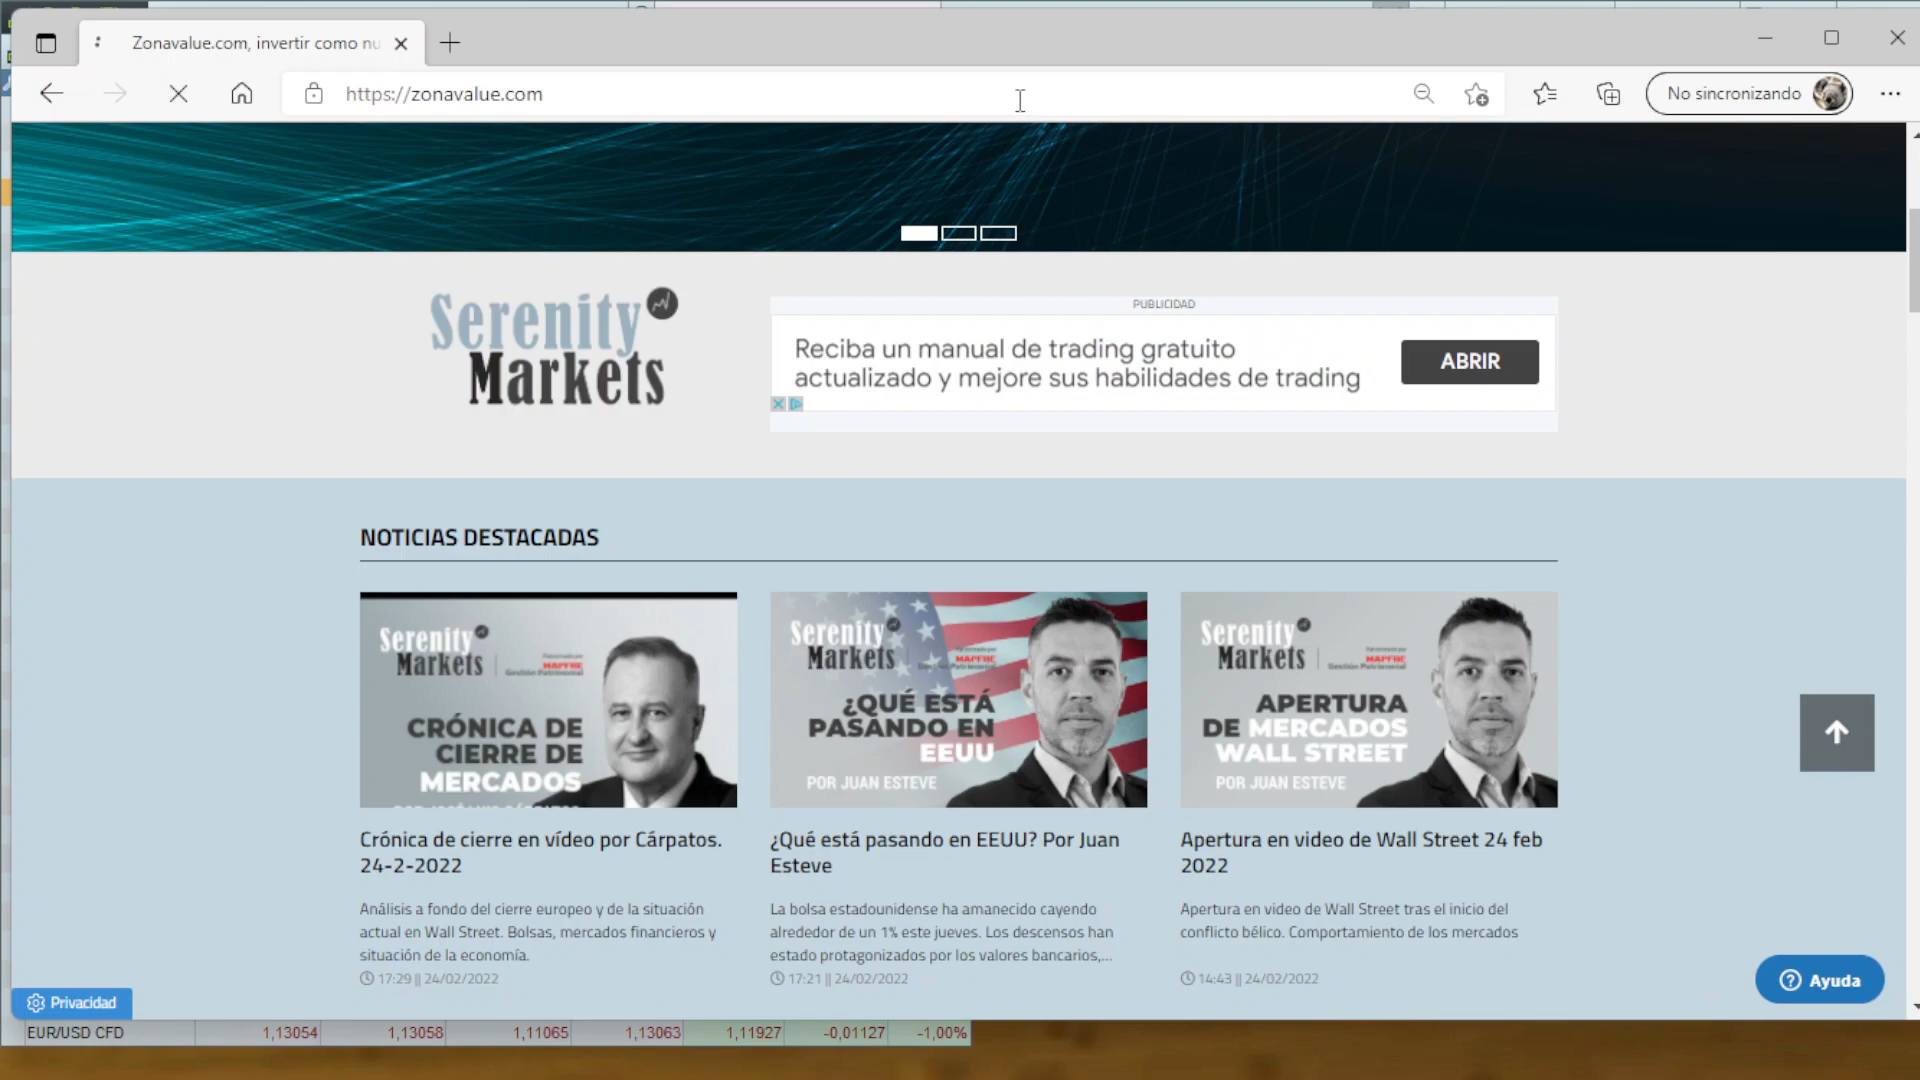 Zonavalue.com, invertir como nu
https://zonavalue.com
No sincronizando
Serenity
Markets
PUBLICIDAD
Reciba un manual de trading gratuito
actualizado y mejore sus habilidades de trading
ABRIR
NOTICIAS DESTACADAS
Serenity
Markets
MAPFRE
Gestión Patrimonial
CRÓNICA DE
CIERRE DE
MERCADOS
Serenity
Markets
MAPFRE
¿QUÉ ESTÁ
PASANDO EN
EEUU
POR JUAN ESTEVE
Serenity
Markets
MAPFRE
Gestión Patrimonial
APERTURA
DE MERCADOS
WALL STREET
POR JUAN ESTEVE
Crónica de cierre en vídeo por Cárpatos.
24-2-2022
¿Qué está pasando en EEUU? Por Juan
Esteve
Apertura en video de Wall Street 24 feb
2022
Análisis a fondo del cierre europeo y de la situación
actual en Wall Street. Bolsas, mercados financieros y
situación de la economía.
17:29 || 24/02/2022
La bolsa estadounidense ha amanecido cayendo
alrededor de un 1% este jueves. Los descensos han
estado protagonizados por los valores bancarios,...
17:21 || 24/02/2022
Apertura en video de Wall Street tras el inicio del
conflicto bélico. Comportamiento de los mercados
14:43 || 24/02/2022
Privacidad
Ayuda
EUR/USD CFD 1,13054 1,13058 1,11065 1,13063 1,11927 -0,01127 -1,00%